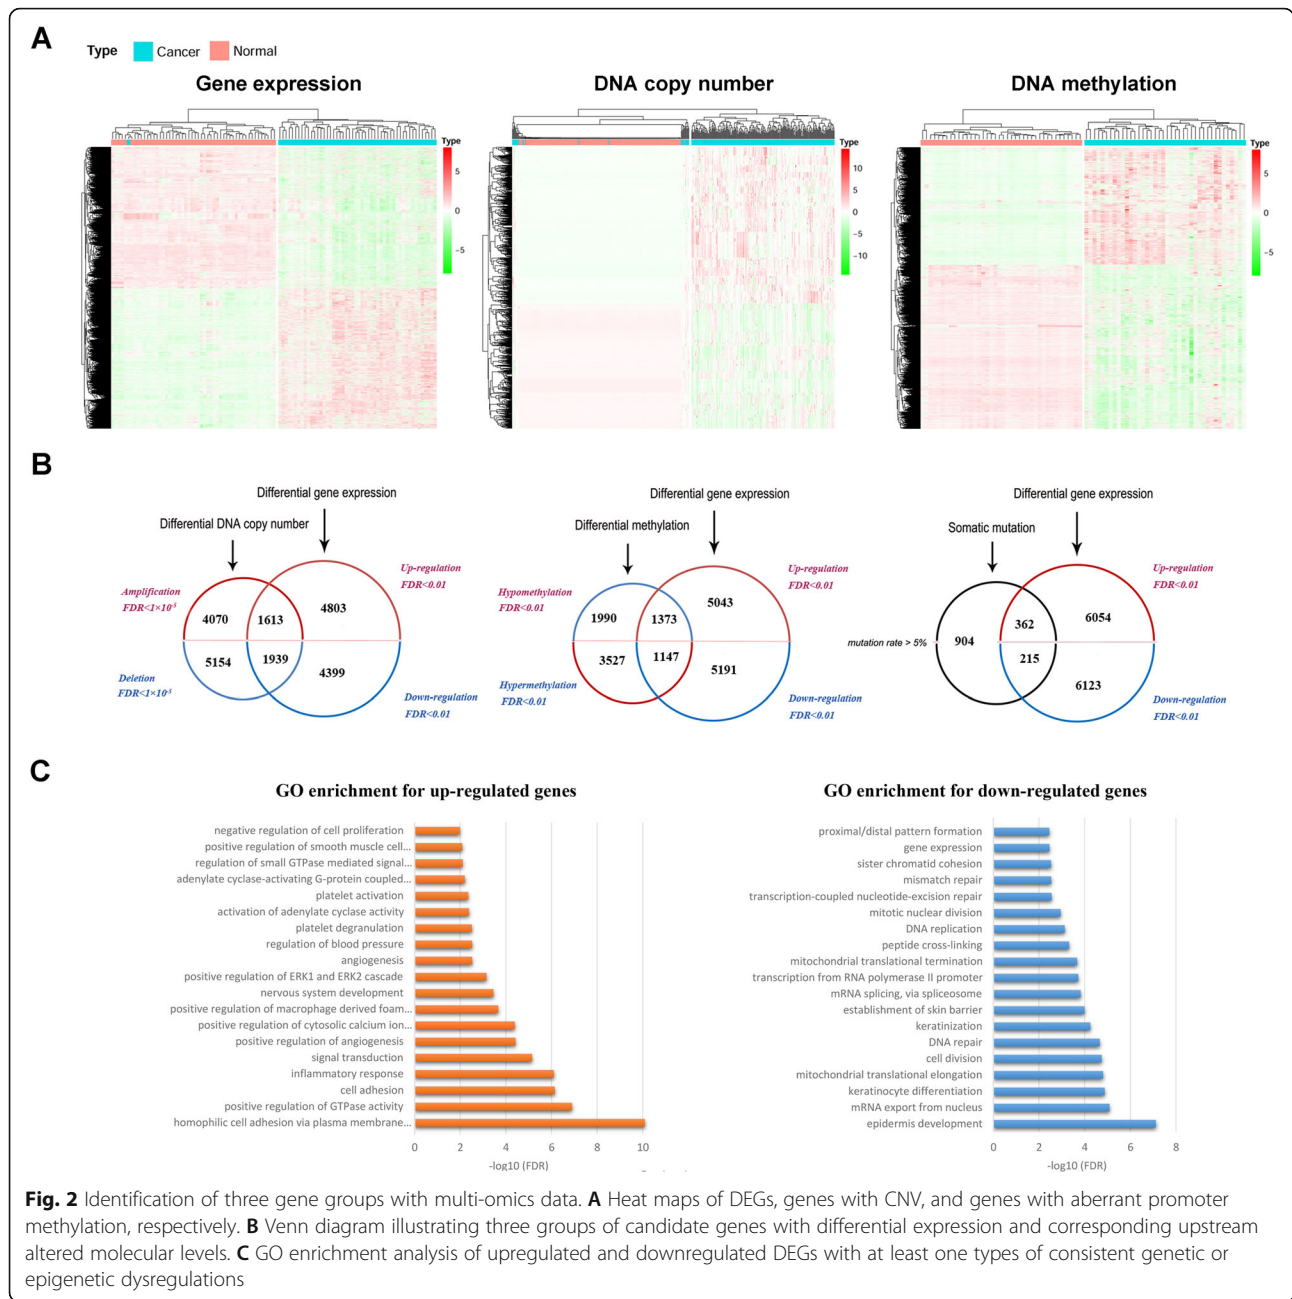 A
Type Cancer Normal
Gene expression
DNA copy number
DNA methylation
Type
5
0
−5
Type
10
5
0
−5
−10
Type
5
0
−5
B
Differential gene expression
Differential DNA copy number
Amplification
FDR<1×10-5
Up-regulation
FDR<0.01
4070
1613
4803
5154
1939
4399
Deletion
FDR<1×10-5
Down-regulation
FDR<0.01
Differential gene expression
Differential methylation
Hypomethylation
FDR<0.01
Up-regulation
FDR<0.01
1990
1373
5043
3527
1147
5191
Hypermethylation
FDR<0.01
Down-regulation
FDR<0.01
Differential gene expression
Somatic mutation
Up-regulation
FDR<0.01
mutation rate > 5%
904
362
6054
215
6123
Down-regulation
FDR<0.01
C
GO enrichment for up-regulated genes
negative regulation of cell proliferation
positive regulation of smooth muscle cell...
regulation of small GTPase mediated signal...
adenylate cyclase-activating G-protein coupled...
platelet activation
activation of adenylate cyclase activity
platelet degranulation
regulation of blood pressure
angiogenesis
positive regulation of ERK1 and ERK2 cascade
nervous system development
positive regulation of macrophage derived foam...
positive regulation of cytosolic calcium ion...
positive regulation of angiogenesis
signal transduction
inflammatory response
cell adhesion
positive regulation of GTPase activity
homophilic cell adhesion via plasma membrane...
0 2 4 6 8 10
-log10 (FDR)
GO enrichment for down-regulated genes
proximal/distal pattern formation
gene expression
sister chromatid cohesion
mismatch repair
transcription-coupled nucleotide-excision repair
mitotic nuclear division
DNA replication
peptide cross-linking
mitochondrial translational termination
transcription from RNA polymerase II promoter
mRNA splicing, via spliceosome
establishment of skin barrier
keratinization
DNA repair
cell division
mitochondrial translational elongation
keratinocyte differentiation
mRNA export from nucleus
epidermis development
0 2 4 6 8
-log10 (FDR)
Fig. 2 Identification of three gene groups with multi-omics data. A Heat maps of DEGs, genes with CNV, and genes with aberrant promoter
methylation, respectively. B Venn diagram illustrating three groups of candidate genes with differential expression and corresponding upstream
altered molecular levels. C GO enrichment analysis of upregulated and downregulated DEGs with at least one types of consistent genetic or
epigenetic dysregulations